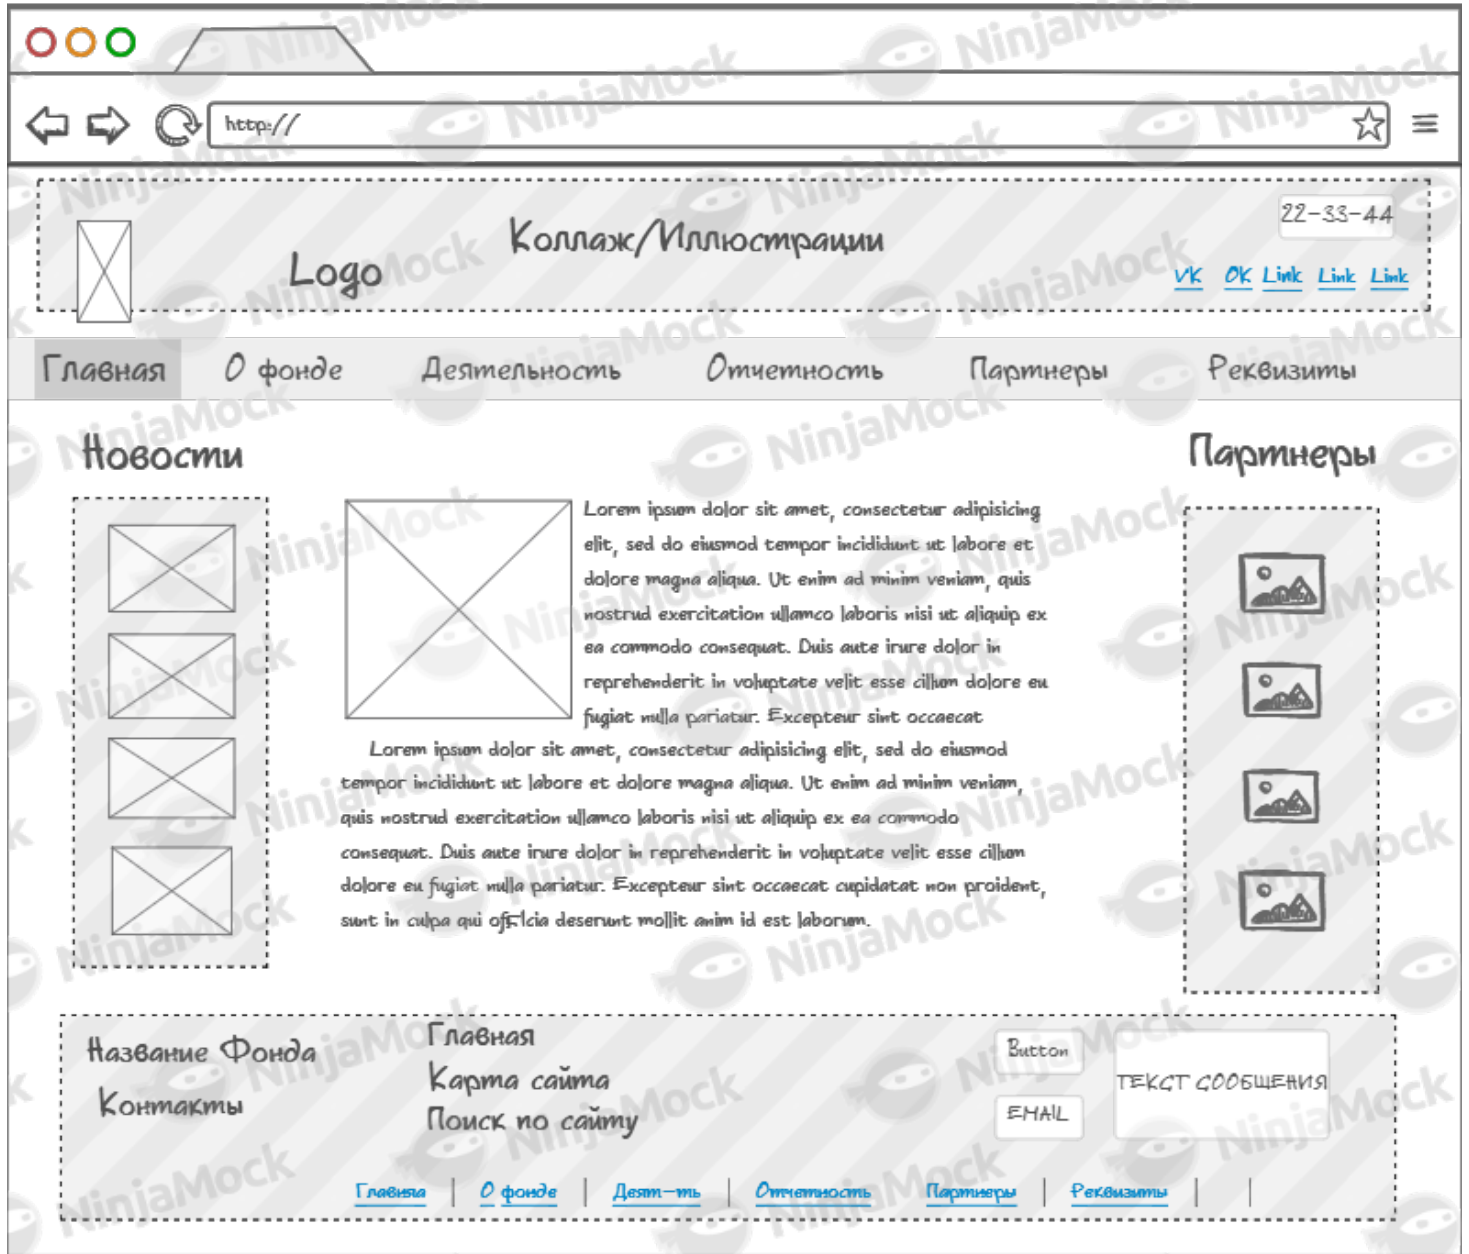 http://
22-33-44
Коллаж/Иллюстрации
Logo
VK OK Link Link Link
Главная О фонде Деятельность Отчетность Партнеры Реквизиты
Новости
Партнеры
Lorem ipsum dolor sit amet, consectetur adipisicing
elit, sed do eiusmod tempor incididunt ut labore et
dolore magna aliqua. Ut enim ad minim veniam, quis
nostrud exercitation ullamco laboris nisi ut aliquip ex
ea commodo consequat. Duis aute irure dolor in
reprehenderit in voluptate velit esse cillum dolore eu
fugiat nulla pariatur. Excepteur sint occaecat
Lorem ipsum dolor sit amet, consectetur adipisicing elit, sed do eiusmod
tempor incididunt ut labore et dolore magna aliqua. Ut enim ad minim veniam,
quis nostrud exercitation ullamco laboris nisi ut aliquip ex ea commodo
consequat. Duis aute irure dolor in reprehenderit in voluptate velit esse cillum
dolore eu fugiat nulla pariatur. Excepteur sint occaecat cupidatat non proident,
sunt in culpa qui officia deserunt mollit anim id est laborum.
Название Фонда
Контакты
Главная
Карта сайта
Поиск по сайту
Button
EMAIL
ТЕКСТ СООБЩЕНИЯ
Главная | О фонде | Деят-ть | Отчетность Партнеры | Реквизиты | |
NinjaMock